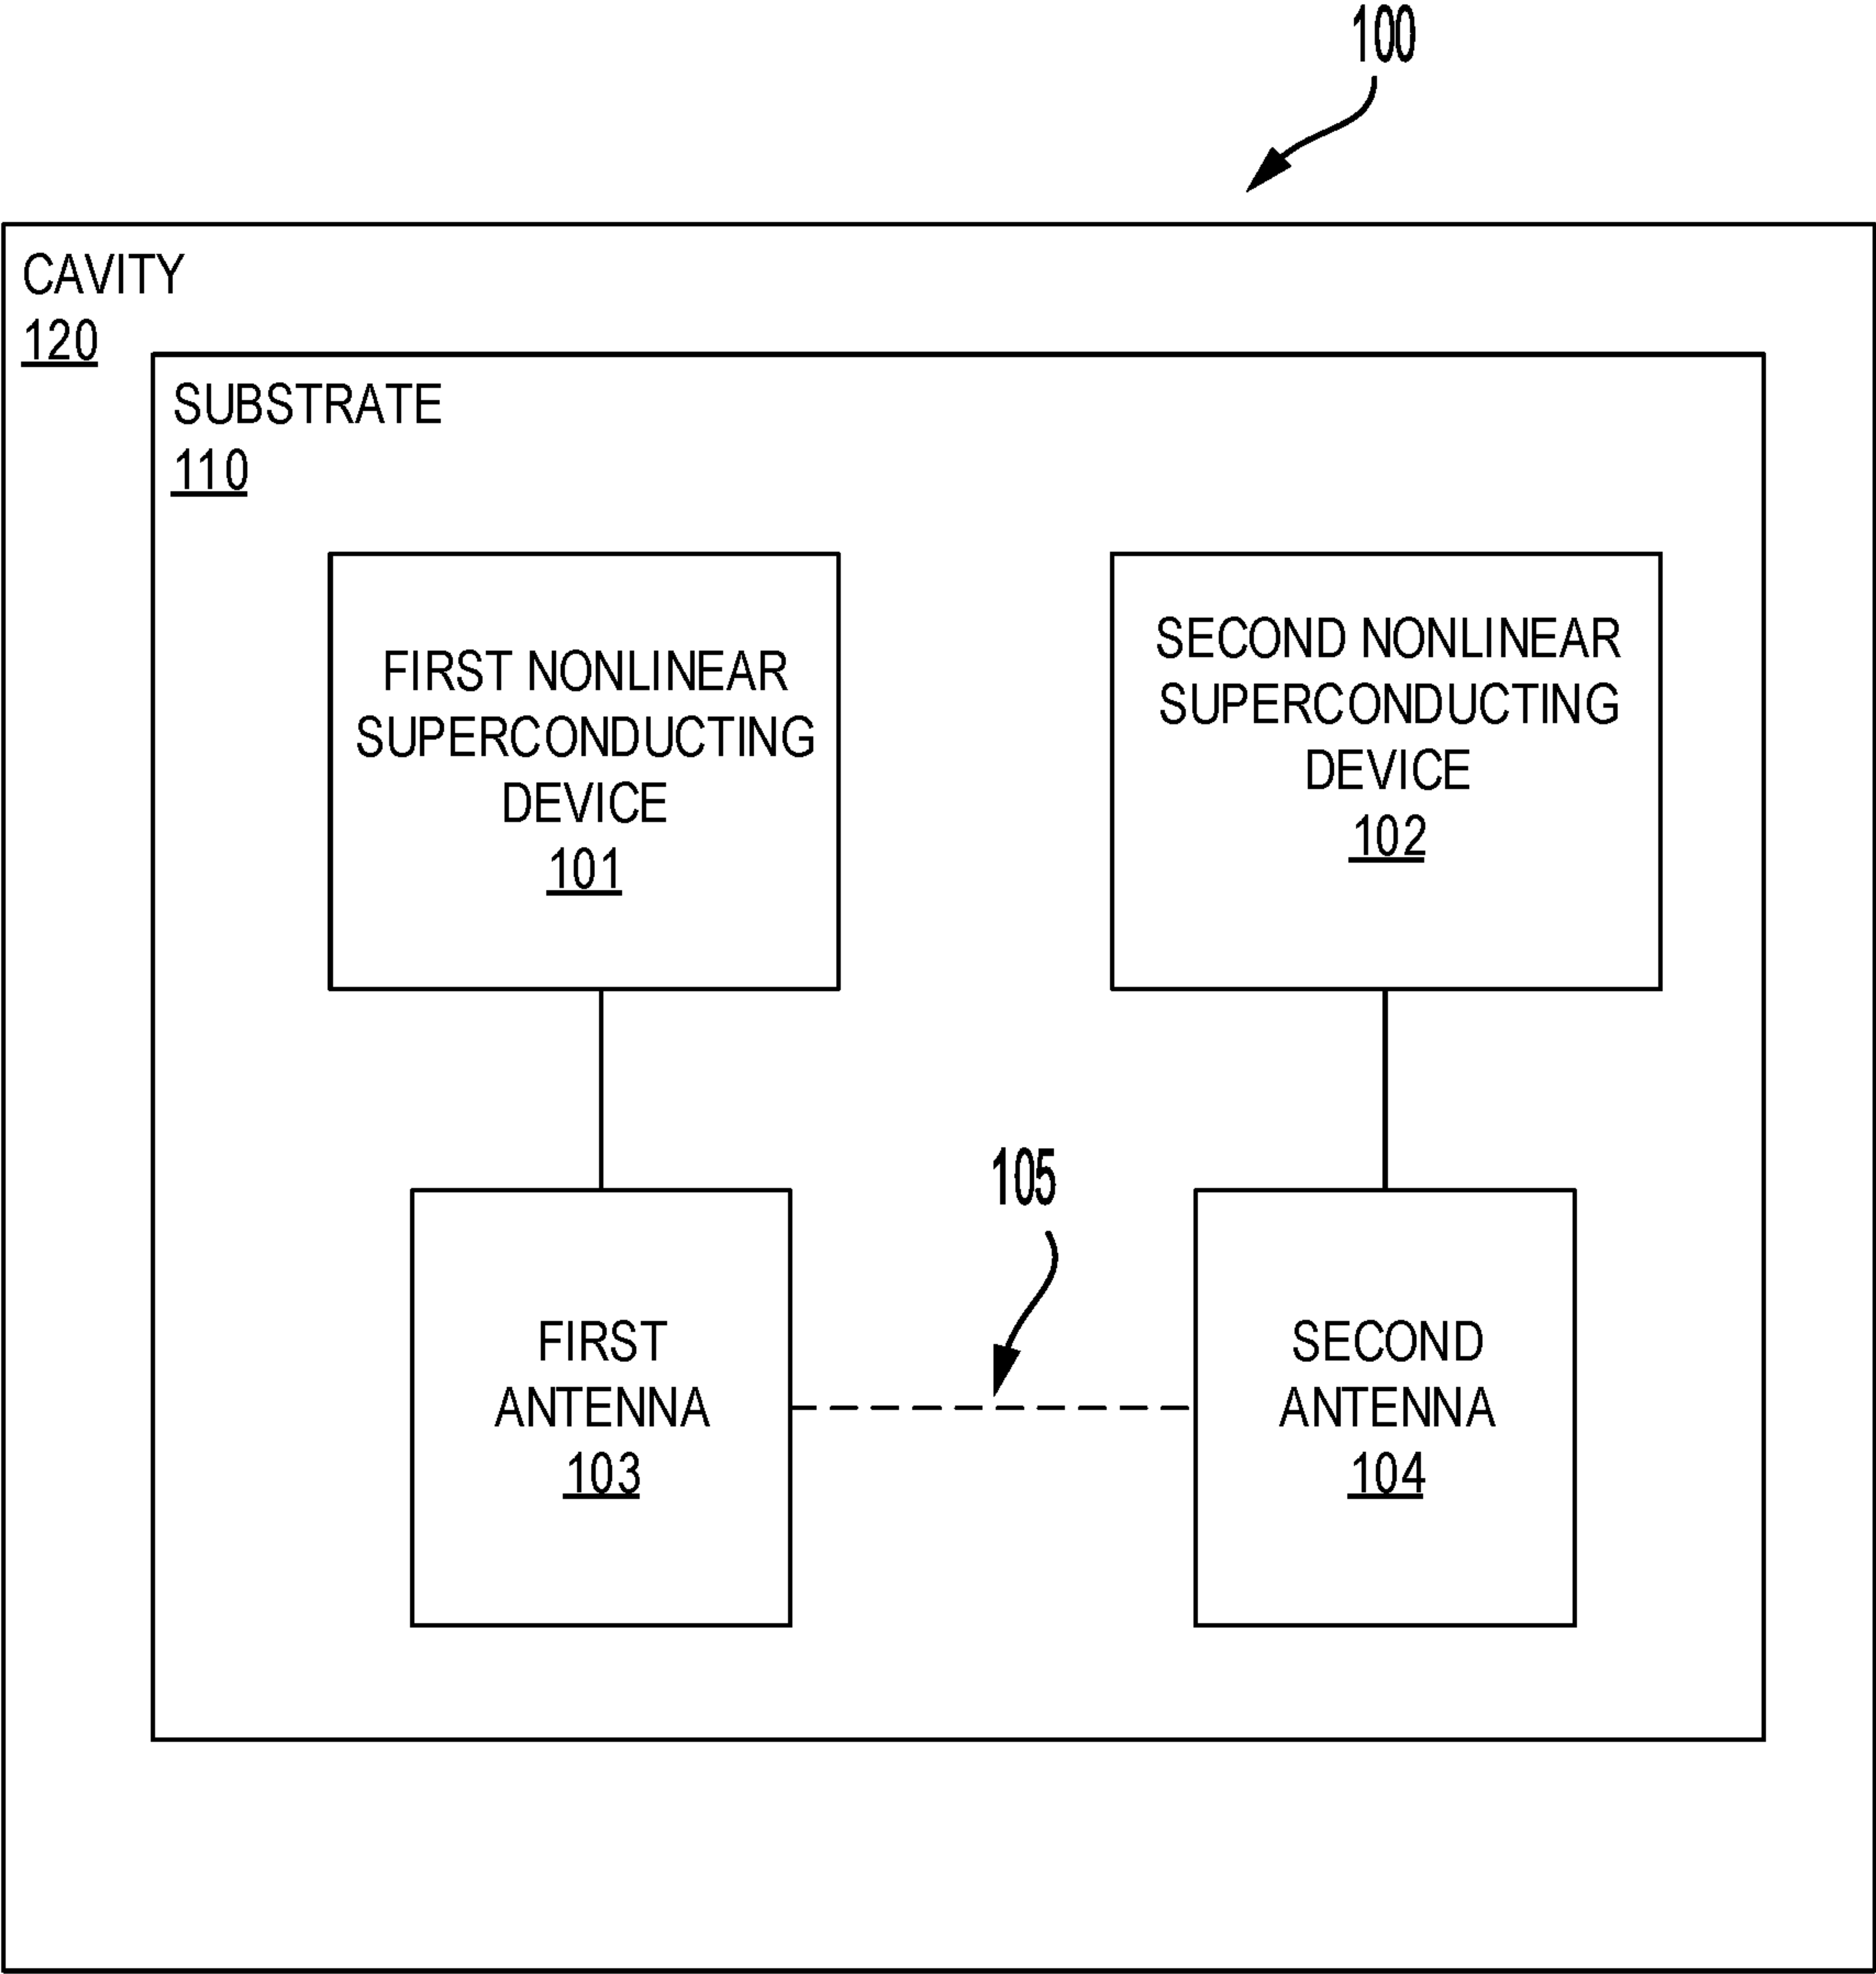 100
CAVITY
120
SUBSTRATE
110
FIRST NONLINEAR
SUPERCONDUCTING
DEVICE
101
SECOND NONLINEAR
SUPERCONDUCTING
DEVICE
102
105
FIRST
ANTENNA
103
SECOND
ANTENNA
104